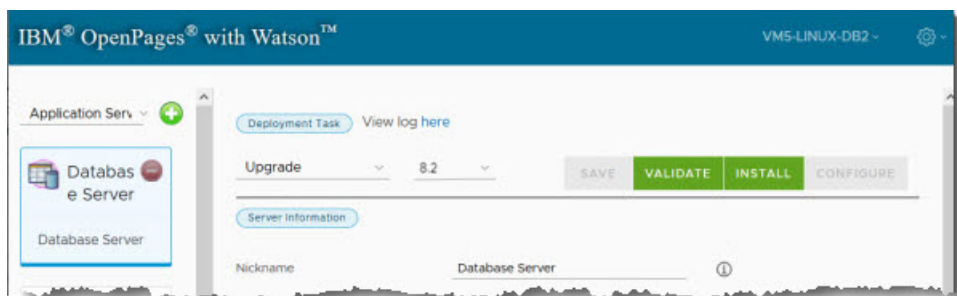 IBM® OpenPages® with Watson™
VM5-LINUX-DB2
Application Serv
Deployment Task View log here
Upgrade 8.2 SAVE VALIDATE INSTALL CONFIGURE
Databas
e Server
Database Server
Server Information
Nickname Database Server